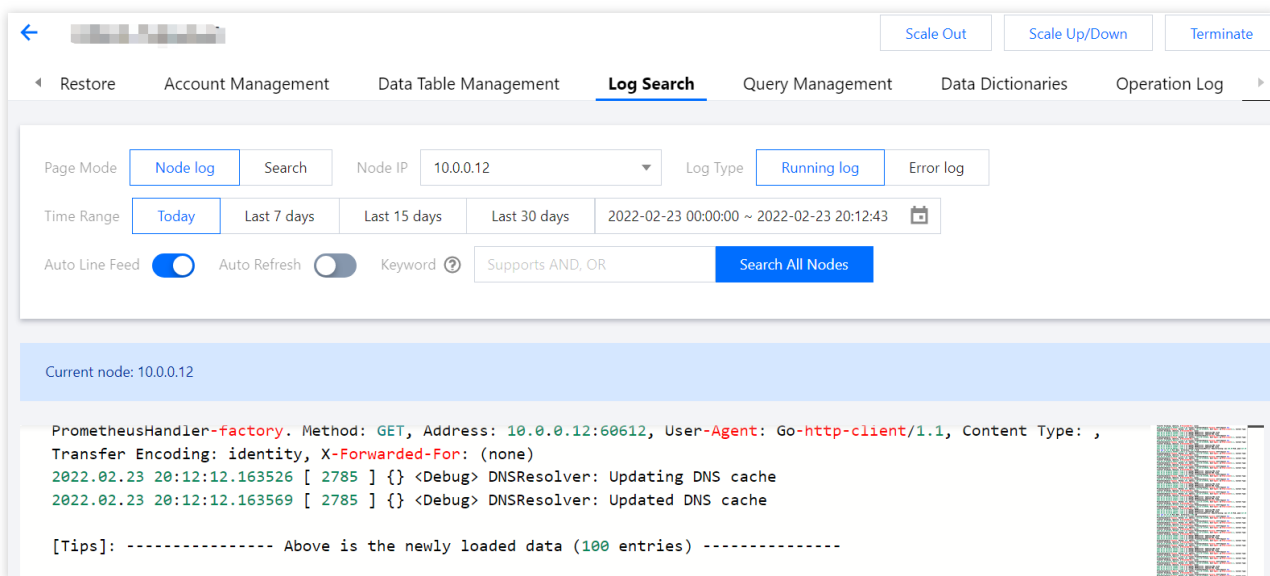 Scale Out Scale Up/Down Terminate
Restore Account Management Data Table Management Log Search Query Management Data Dictionaries Operation Log
Page Mode Node log Search Node IP 10.0.0.12 Log Type Running log Error log
Time Range Today Last 7 days Last 15 days Last 30 days 2022-02-23 00:00:00 ~ 2022-02-23 20:12:43
Auto Line Feed Auto Refresh Keyword ? Supports AND, OR Search All Nodes
Current node: 10.0.0.12
PrometheusHandler-factory. Method: GET, Address: 10.0.0.12:60612, User-Agent: Go-http-client/1.1, Content Type: ,
Transfer Encoding: identity, X-Forwarded-For: (none)
2022.02.23 20:12:12.163526 [ 2785 ] {} <Debug> DNSResolver: Updating DNS cache
2022.02.23 20:12:12.163569 [ 2785 ] {} <Debug> DNSResolver: Updated DNS cache
[Tips]: --------------- Above is the newly loaded data (100 entries) ---------------